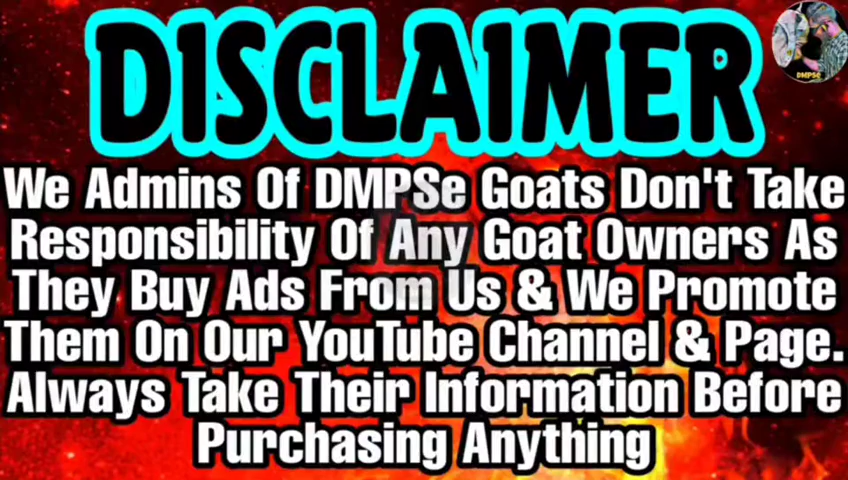 DISCLAIMER
DMPSe
We Admins Of DMPSe Goats Don't Take
Responsibility Of Any Goat Owners As
They Buy Ads From Us & We Promote
Them On Our YouTube Channel & Page.
Always Take Their Information Before
Purchasing Anything